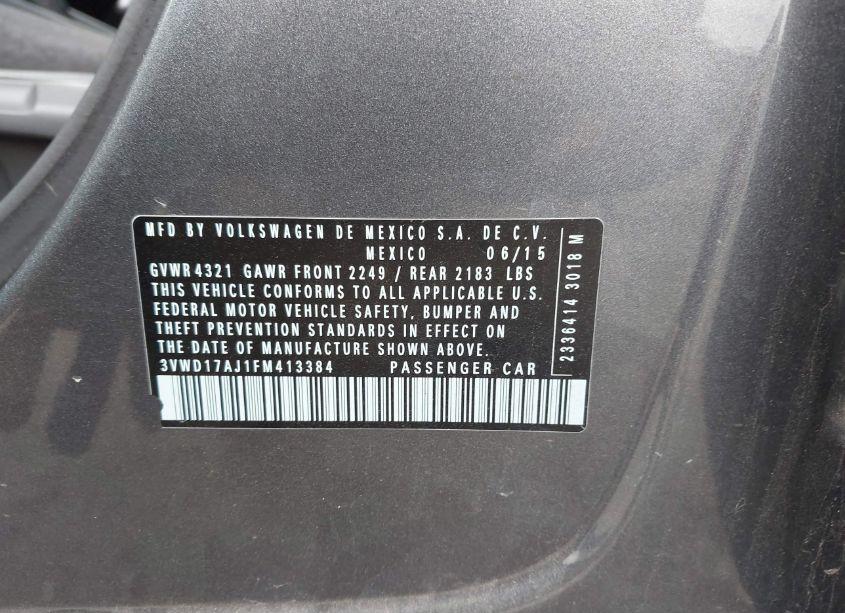 MFD BY VOLKSWAGEN DE MEXICO S.A. DE C.V.
MEXICO 06/15
GVWR 4321 GAWR FRONT 2249 / REAR 2183 LBS
THIS VEHICLE CONFORMS TO ALL APPLICABLE U.S.
FEDERAL MOTOR VEHICLE SAFETY, BUMPER AND
THEFT PREVENTION STANDARDS IN EFFECT ON
THE DATE OF MANUFACTURE SHOWN ABOVE.
3VWD17AJ1FM413384 PASSENGER CAR
2336414 3018 M